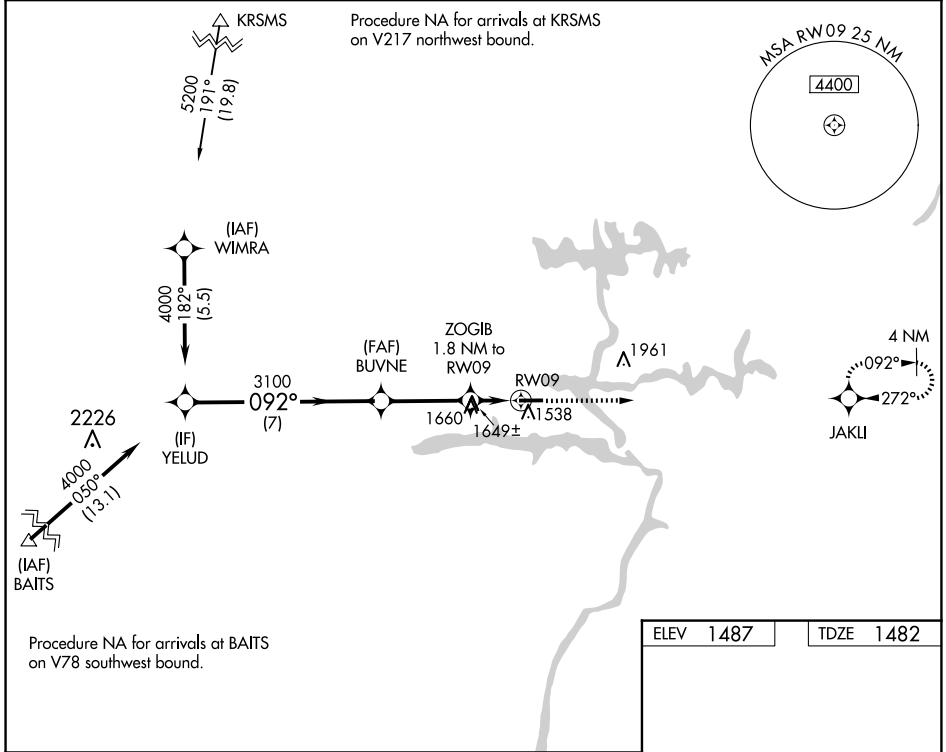 KRSMS
Procedure NA for arrivals at KRSMS
on V217 northwest bound.
MSA RW09 25 NM
4400
5200
191°
(19.8)
(IAF)
WIMRA
4000
182°
(5.5)
ZOGIB
1.8 NM to
RW09
(FAF)
BUVNE
RW09
1961
4 NM
092°
272°
JAKLI
3100
092°
(7)
1660
1649±
1538
(IF)
YELUD
2226
4000
050°
(13.1)
(IAF)
BAITS
Procedure NA for arrivals at BAITS
on V78 southwest bound.
ELEV 1487
TDZE 1482